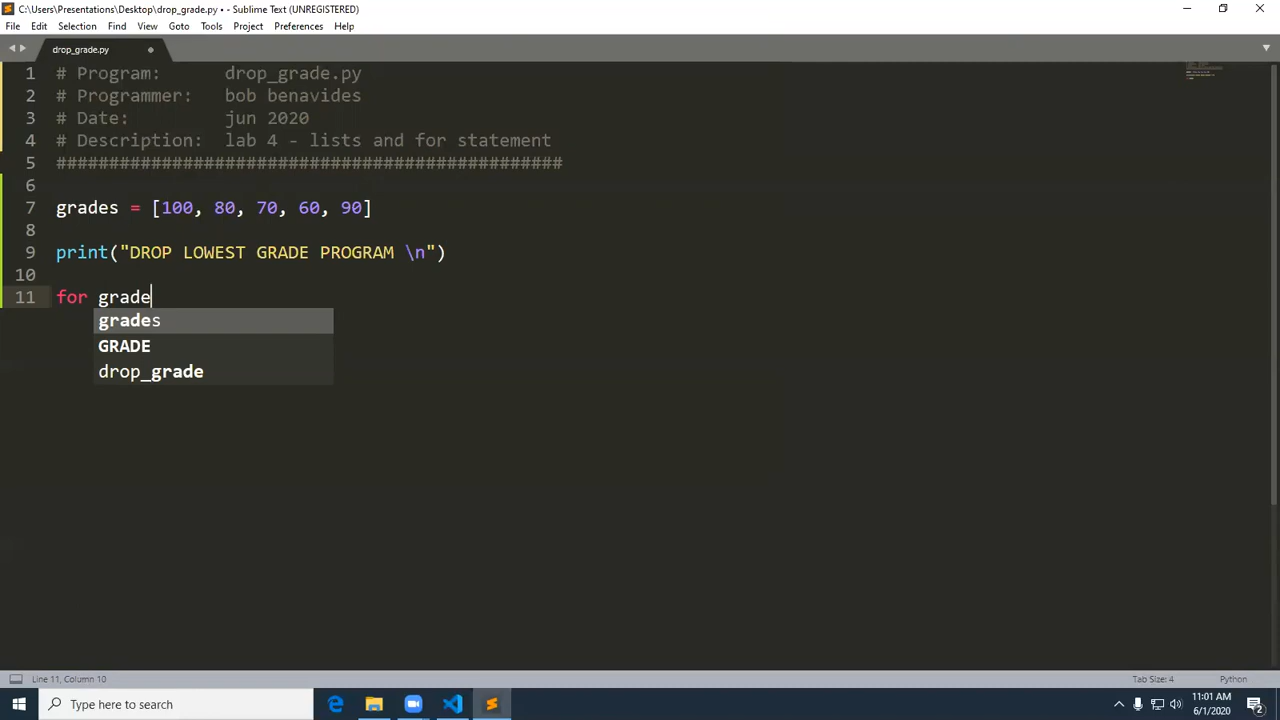 C:\Users\Presentations\Desktop\drop_grade.py • - Sublime Text (UNREGISTERED)
File Edit Selection Find View Goto Tools Project Preferences Help
drop_grade.py
1 # Program: drop_grade.py
2 # Programmer: bob benavides
3 # Date: jun 2020
4 # Description: lab 4 - lists and for statement
5 ################################################
6
7 grades = [100, 80, 70, 60, 90]
8
9 print("DROP LOWEST GRADE PROGRAM \n")
10
11 for grade
grades
GRADE
drop_grade
Line 11, Column 10 Tab Size: 4 Python
Type here to search 11:01 AM
6/1/2020 2